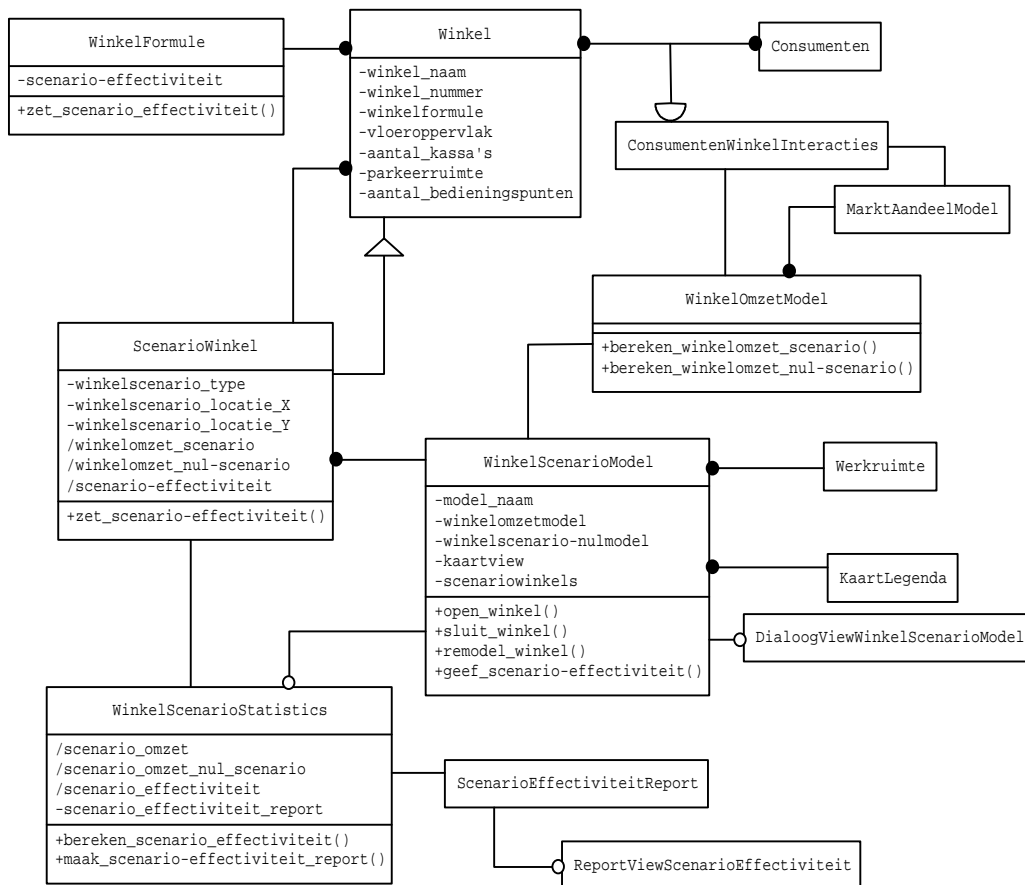 WinkelFormule
-scenario-effectiviteit
+zet_scenario_effectiviteit()
Winkel
-winkel_naam
-winkel_nummer
-winkelformule
-vloeroppervlak
-aantal_kassa's
-parkeerruimte
-aantal_bedieningspunten
Consumenten
ConsumentenWinkelInteracties
MarktAandeelModel
WinkelOmzetModel
+bereken_winkelomzet_scenario()
+bereken_winkelomzet_nul-scenario()
ScenarioWinkel
-winkelscenario_type
-winkelscenario_locatie_X
-winkelscenario_locatie_Y
/winkelomzet_scenario
/winkelomzet_nul-scenario
/scenario-effectiviteit
+zet_scenario-effectiviteit()
WinkelScenarioModel
-model_naam
-winkelomzetmodel
-winkelscenario-nulmodel
-kaartview
-scenariowinkels
+open_winkel()
+sluit_winkel()
+remodel_winkel()
+geef_scenario-effectiviteit()
Werkruimte
KaartLegenda
DialoogViewWinkelScenarioModel
WinkelScenarioStatistics
/scenario_omzet
/scenario_omzet_nul_scenario
/scenario_effectiviteit
-scenario_effectiviteit_report
+bereken_scenario_effectiviteit()
+maak_scenario-effectiviteit_report()
ScenarioEffectiviteitReport
ReportViewScenarioEffectiviteit